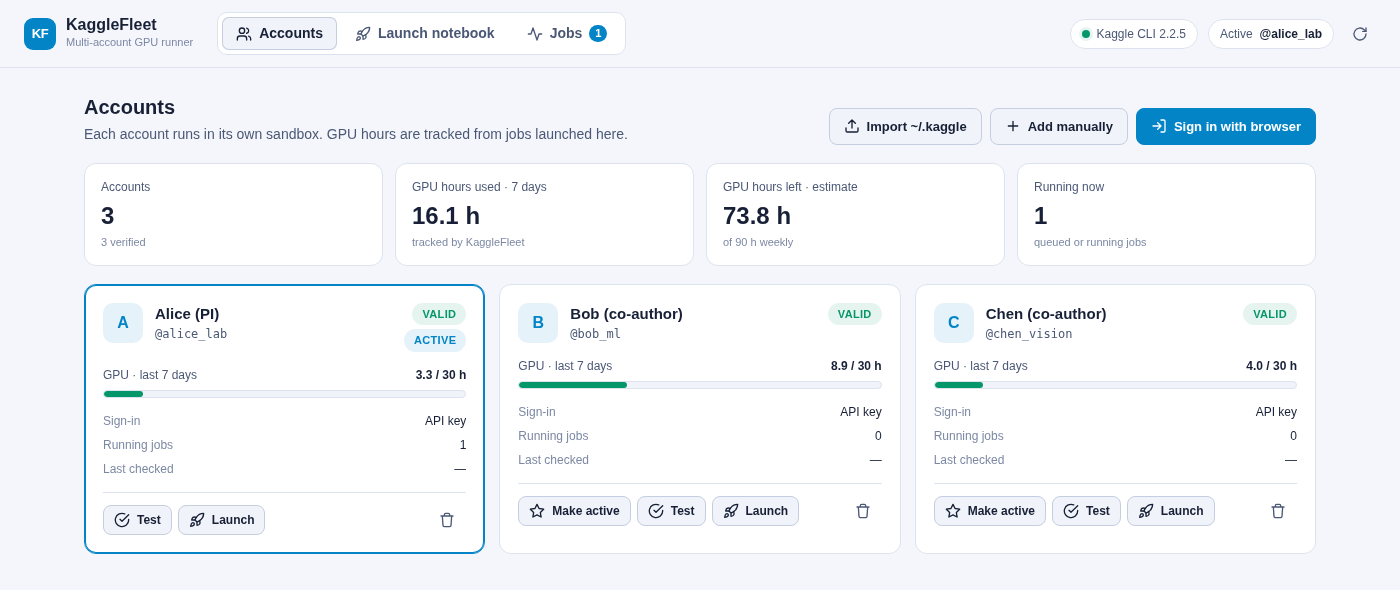 KF
KaggleFleet
Multi-account GPU runner
Accounts
Launch notebook
Jobs 1
Kaggle CLI 2.2.5
Active @alice_lab
Accounts
Each account runs in its own sandbox. GPU hours are tracked from jobs launched here.
Import ~/.kaggle
Add manually
Sign in with browser
Accounts
3
3 verified
GPU hours used · 7 days
16.1 h
tracked by KaggleFleet
GPU hours left · estimate
73.8 h
of 90 h weekly
Running now
1
queued or running jobs
A
Alice (PI)
@alice_lab
VALID
ACTIVE
GPU · last 7 days 3.3 / 30 h
Sign-in API key
Running jobs 1
Last checked —
Test
Launch
B
Bob (co-author)
@bob_ml
VALID
GPU · last 7 days 8.9 / 30 h
Sign-in API key
Running jobs 0
Last checked —
Make active
Test
Launch
C
Chen (co-author)
@chen_vision
VALID
GPU · last 7 days 4.0 / 30 h
Sign-in API key
Running jobs 0
Last checked —
Make active
Test
Launch